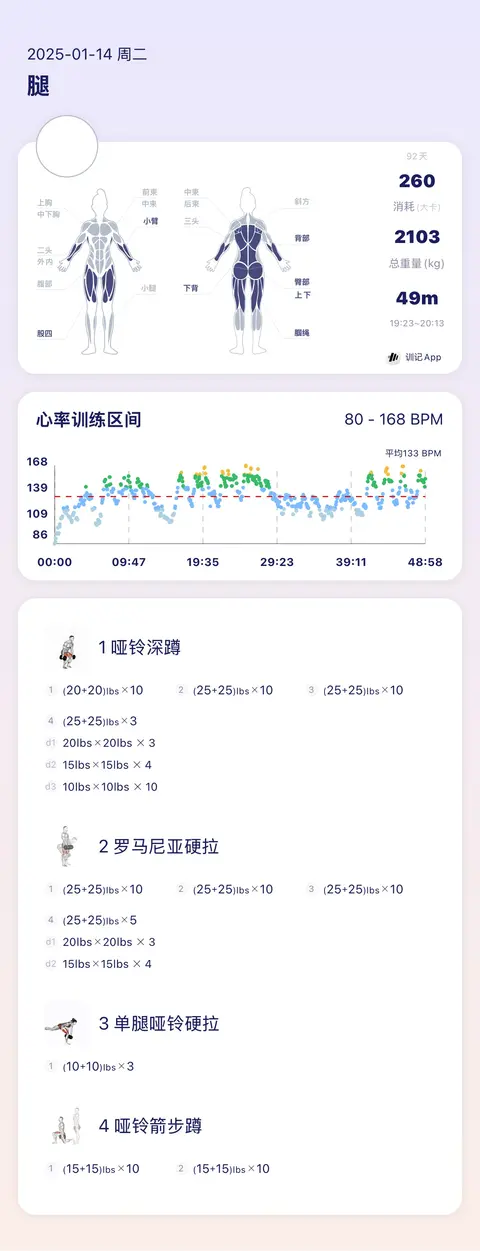 2025-01-14 周二
腿
92天
260
消耗(大卡)
2103
总重量(kg)
49m
19:23~20:13
训记App
上胸
中下胸
二头
外 内
腹部
股四
前束
中束
小臂
小腿
中束
后束
三头
下背
斜方
背部
臀部
上 下
腘绳
心率训练区间
80 - 168 BPM
平均133 BPM
168
139
109
86
00:00 09:47 19:35 29:23 39:11 48:58
1 哑铃深蹲
1 (20+20)lbs×10 2 (25+25)lbs×10 3 (25+25)lbs×10
4 (25+25)lbs×3
d1 20lbs×20lbs × 3
d2 15lbs×15lbs × 4
d3 10lbs×10lbs × 10
2 罗马尼亚硬拉
1 (25+25)lbs×10 2 (25+25)lbs×10 3 (25+25)lbs×10
4 (25+25)lbs×5
d1 20lbs×20lbs × 3
d2 15lbs×15lbs × 4
3 单腿哑铃硬拉
1 (10+10)lbs×3
4 哑铃箭步蹲
1 (15+15)lbs×10 2 (15+15)lbs×10